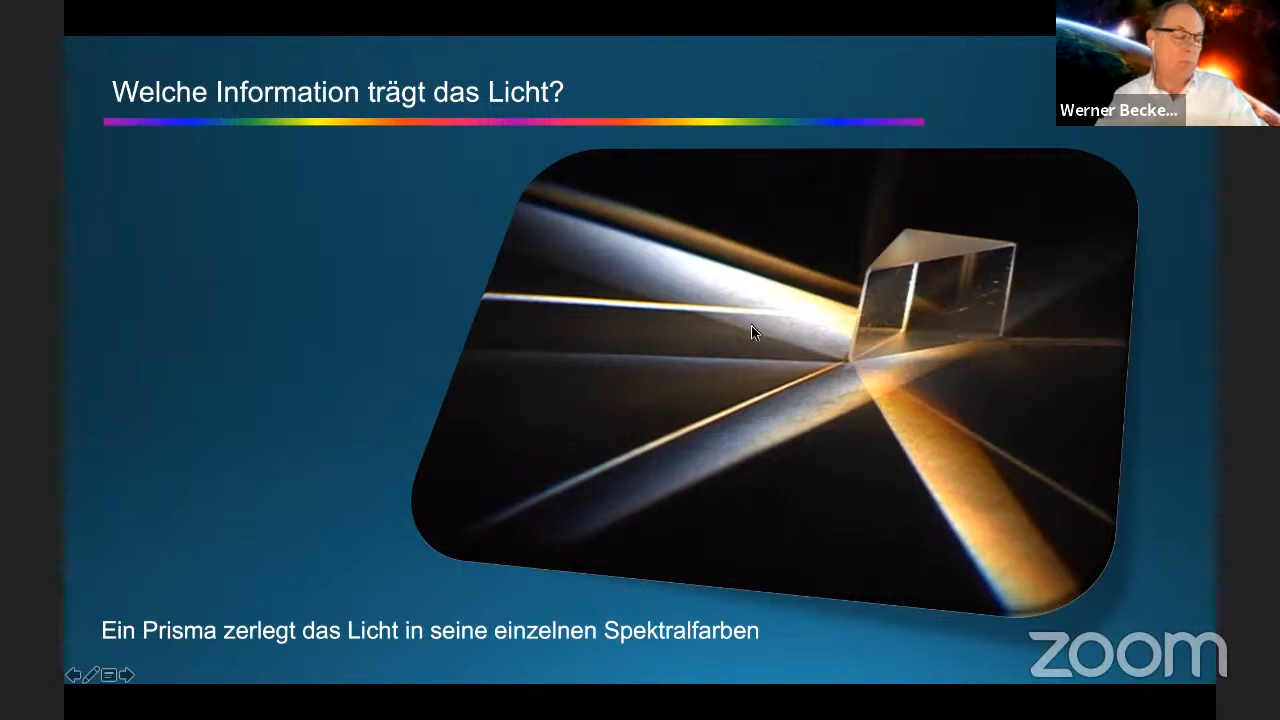 Welche Information trägt das Licht?
Werner Becke...
Ein Prisma zerlegt das Licht in seine einzelnen Spektralfarben
zoom